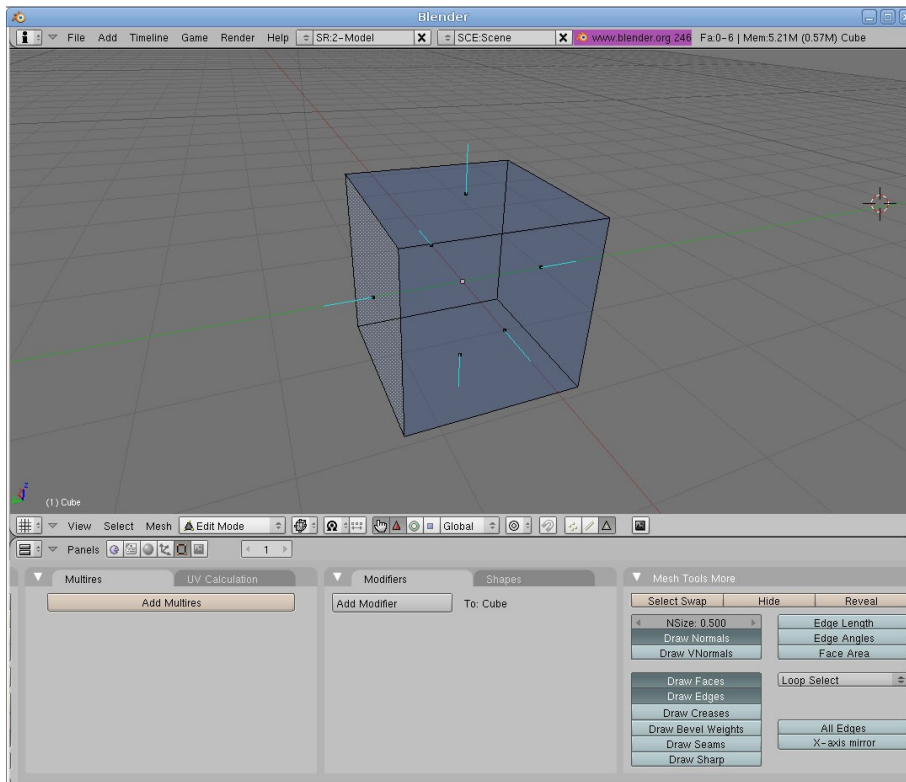 Blender
File Add Timeline Game Render Help SR:2-Model SCE:Scene www.blender.org 246 Fa:0-6 | Mem:5.21M (0.57M) Cube
z
(1) Cube
View Select Mesh Edit Mode Global
Panels 1
Multires UV Calculation Modifiers Shapes Mesh Tools More
Add Multires
Add Modifier To: Cube
Select Swap Hide Reveal
NSize: 0.500 Edge Length
Draw Normals Edge Angles
Draw VNormals Face Area
Draw Faces Loop Select
Draw Edges
Draw Creases
Draw Bevel Weights All Edges
Draw Seams X-axis mirror
Draw Sharp